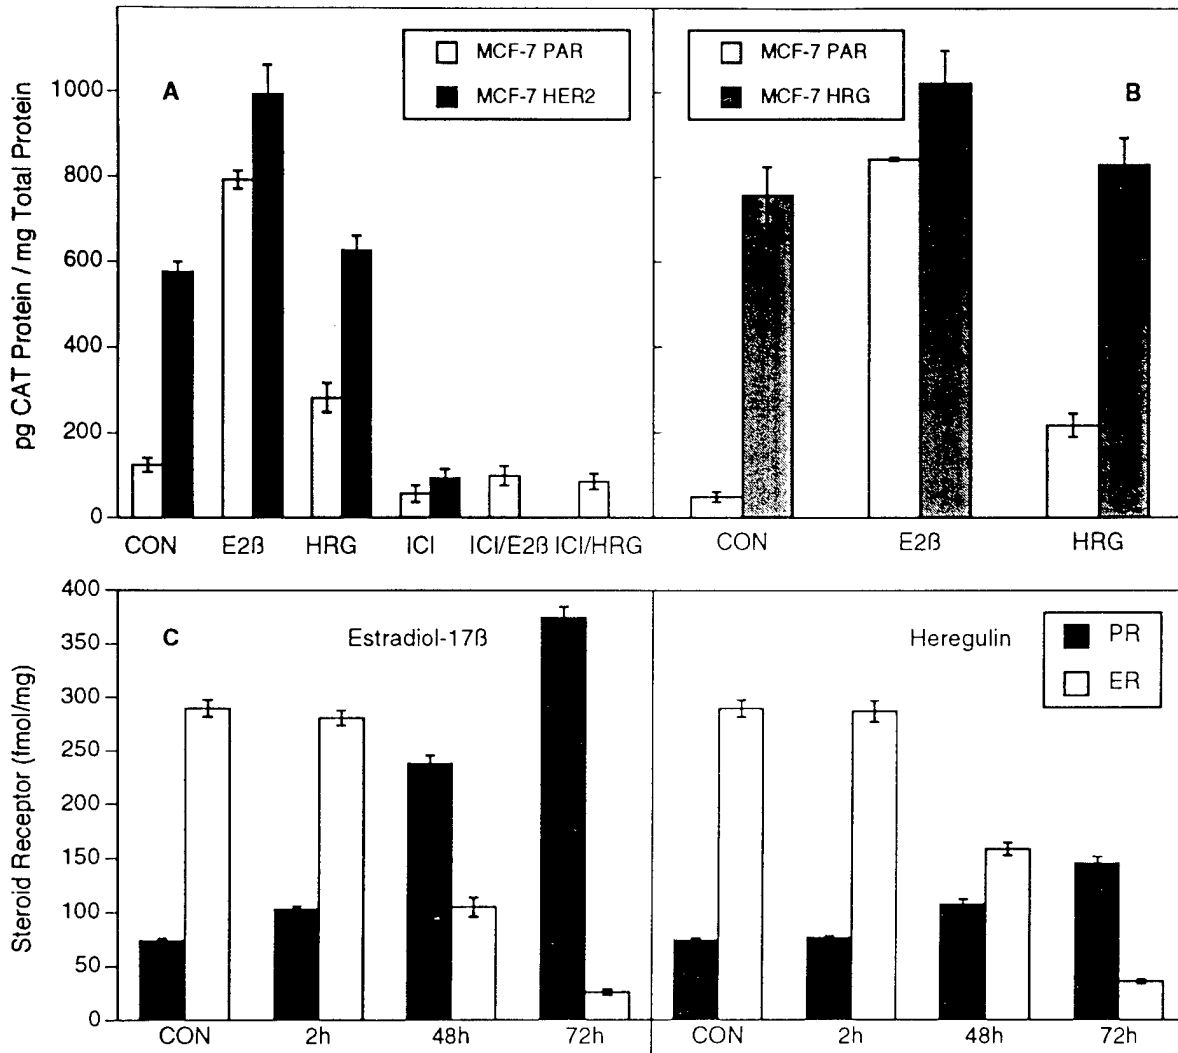 A
MCF-7 PAR
MCF-7 HER2
MCF-7 PAR
MCF-7 HRG
B
pg CAT Protein / mg Total Protein
1000
800
600
400
200
0
CON E2ß HRG ICI ICI/E2ß ICI/HRG
CON E2ß HRG
C
Estradiol-17ß
Heregulin
PR
ER
Steroid Receptor (fmol/mg)
400
350
300
250
200
150
100
50
0
CON 2h 48h 72h
CON 2h 48h 72h